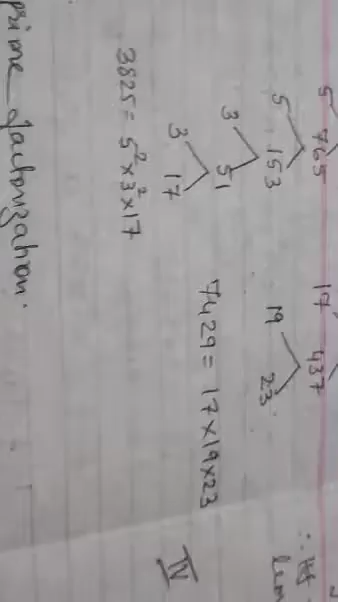 5 765 17 437
5 153 19 23
3 51
3 17 7429 = 17×19×23
3825 = 5²×3²×17
IV
prime factorization.